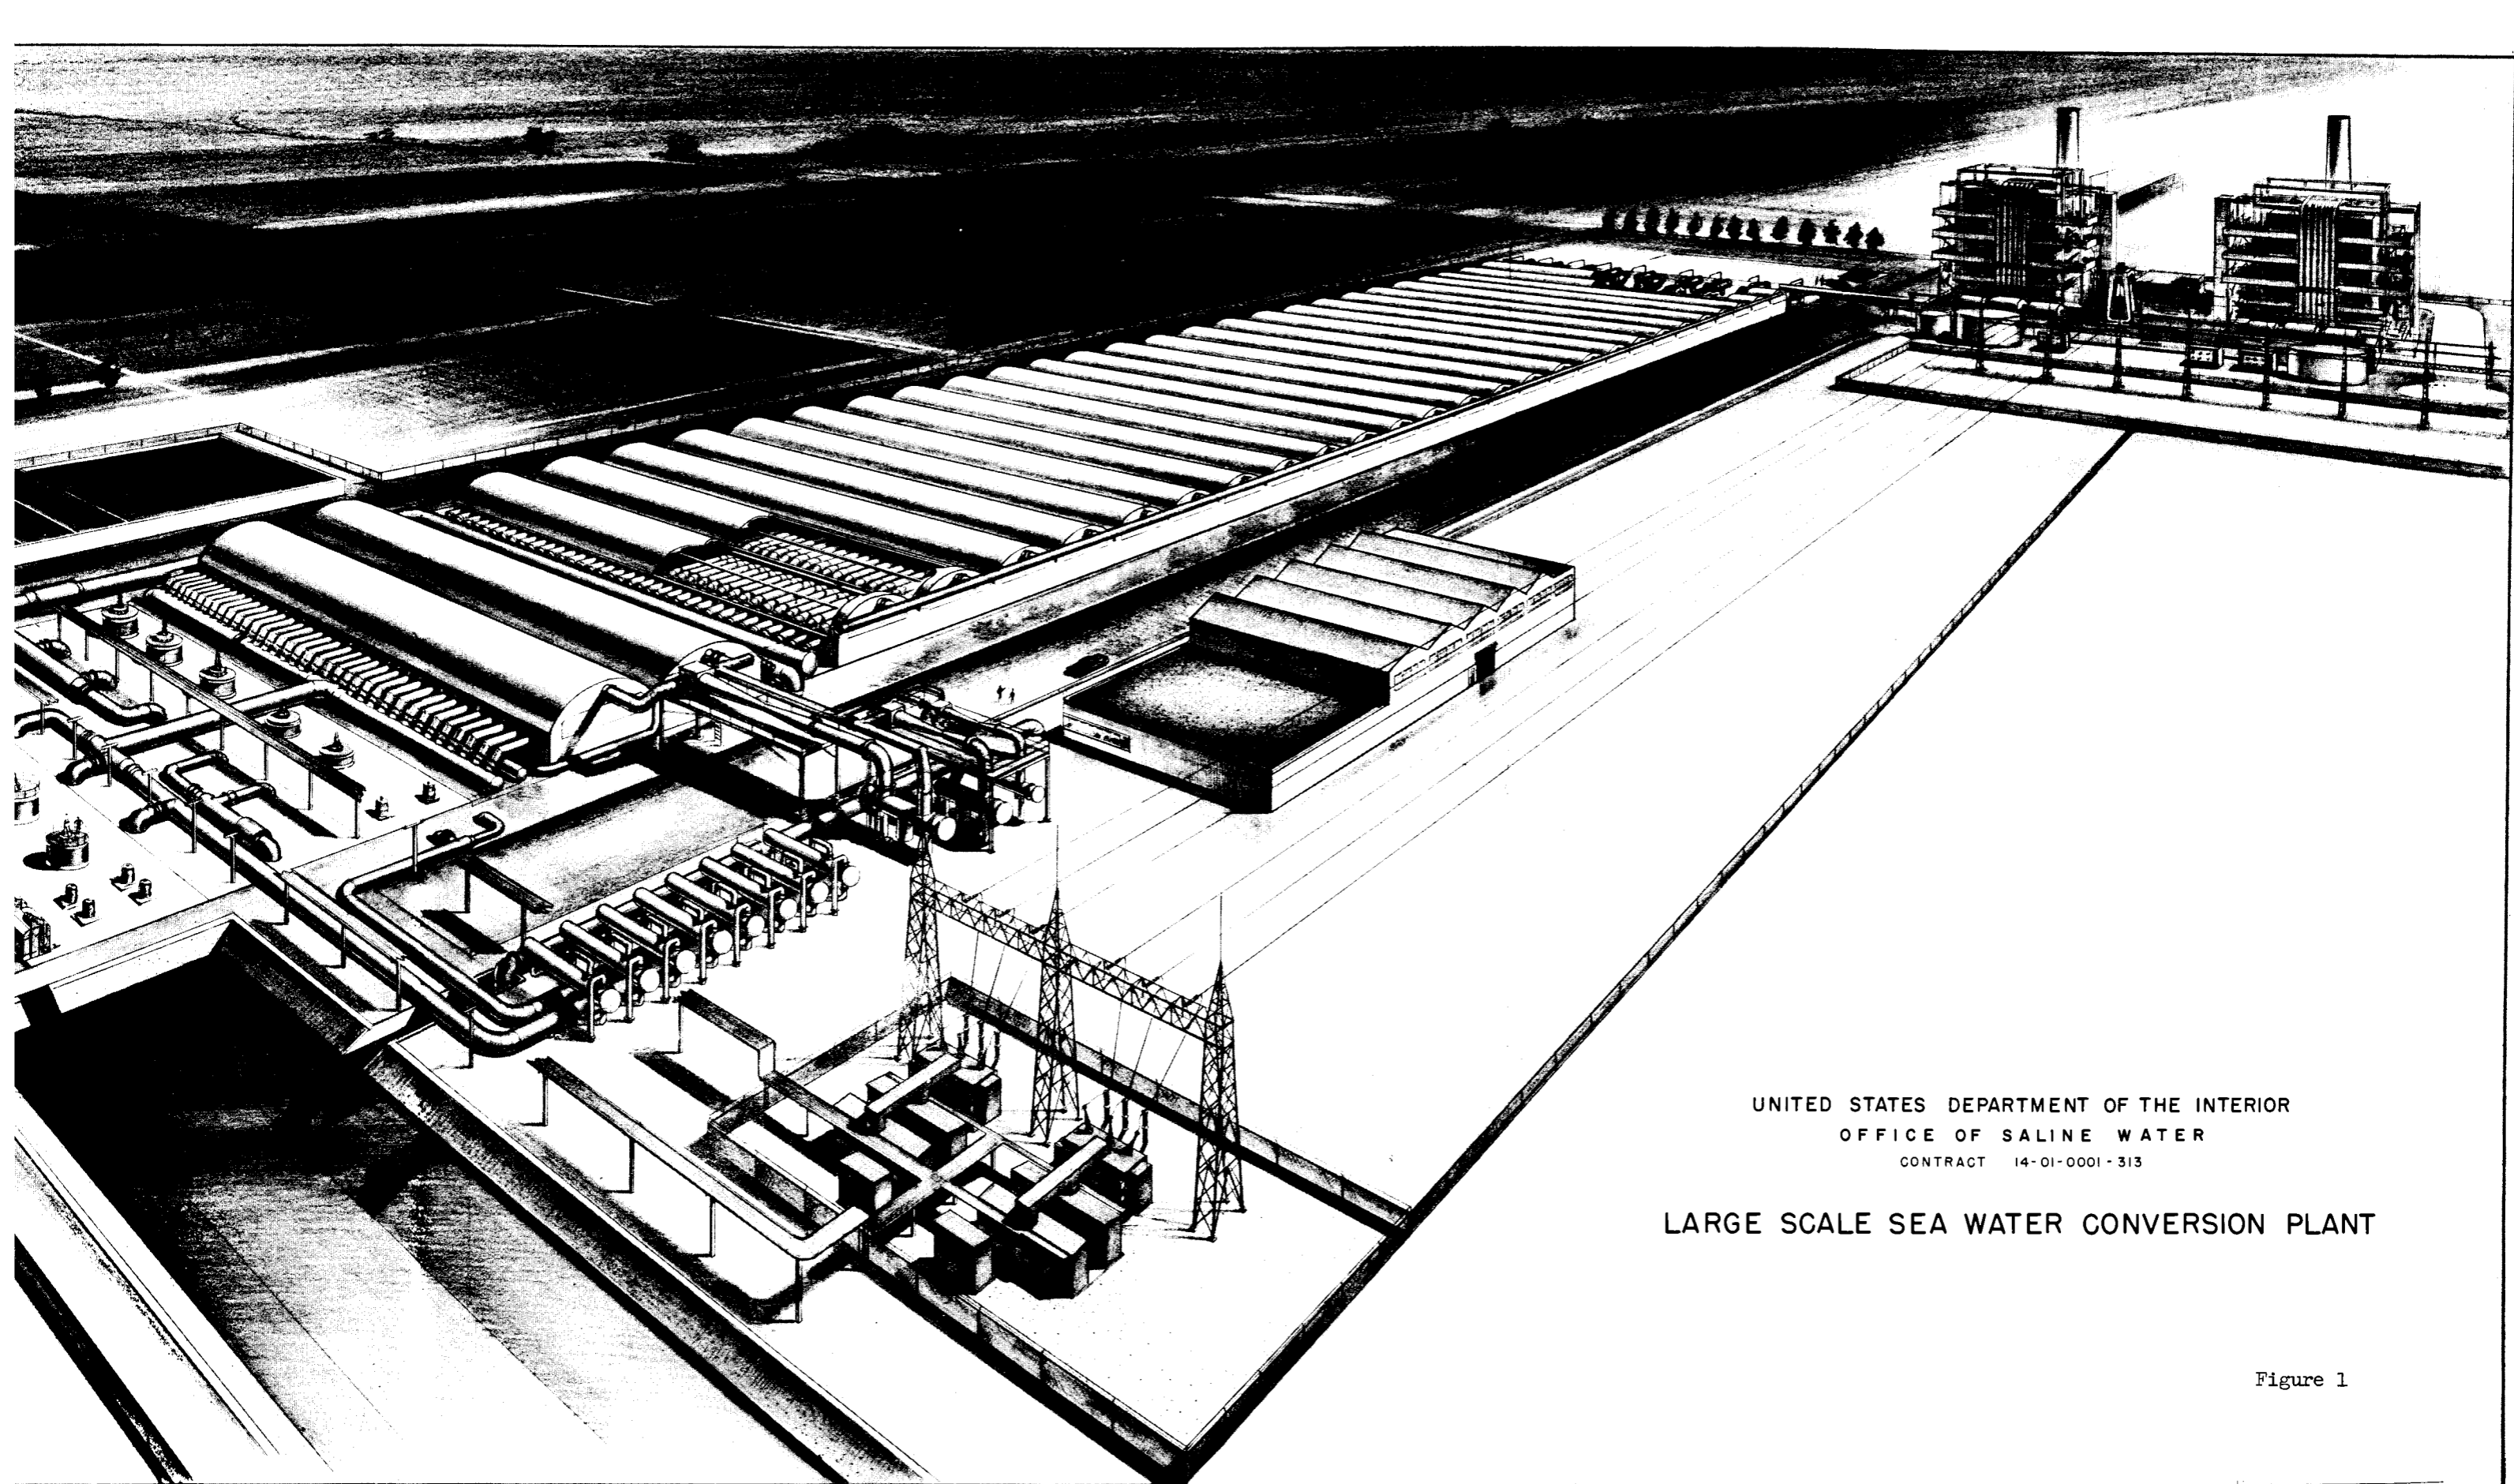 UNITED STATES DEPARTMENT OF THE INTERIOR
OFFICE OF SALINE WATER
CONTRACT 14-01-0001-313
LARGE SCALE SEA WATER CONVERSION PLANT
Figure 1